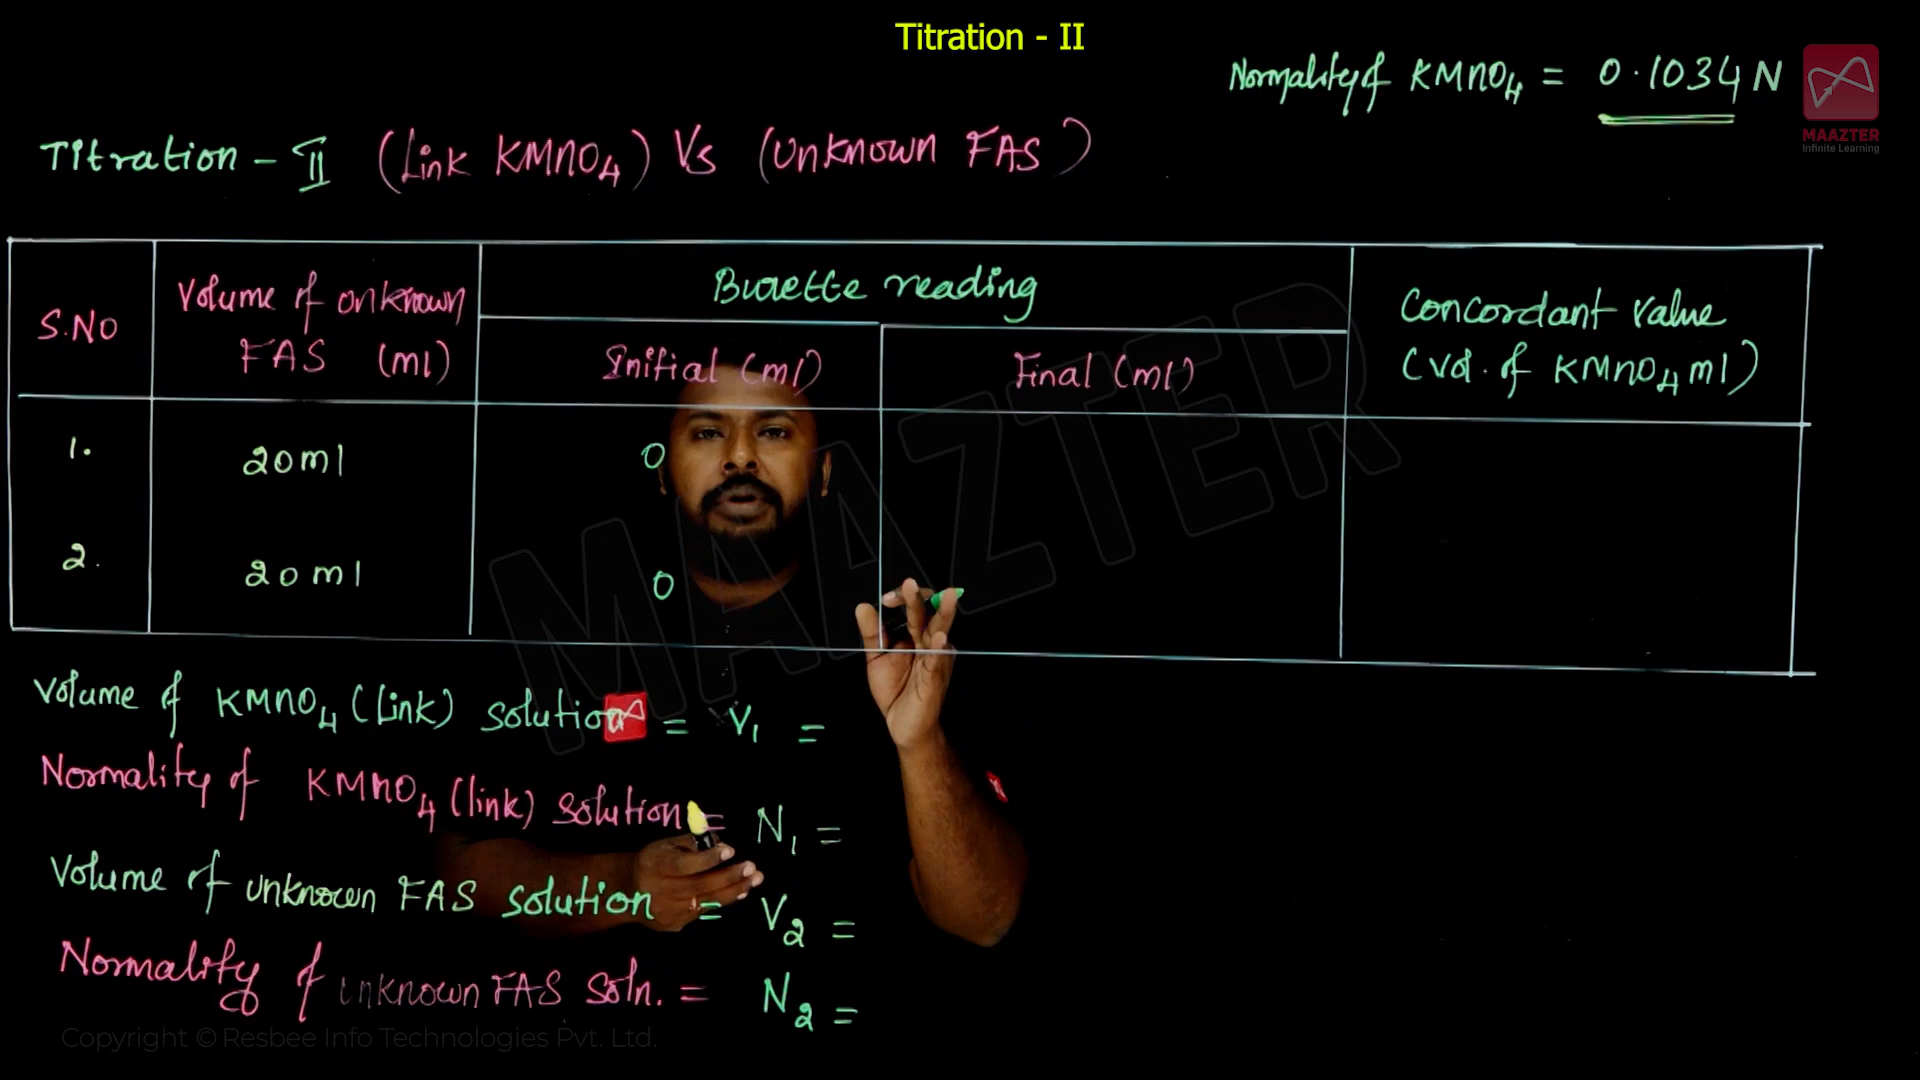 Titration - II
Normality of KMnO4 = 0.1034 N
MAAZTER
Infinite Learning
Titration - II (Link KMnO4) Vs (Unknown FAS)
S.NO
Volume of unknown FAS (ml)
Burette reading
Initial (ml)
Final (ml)
Concordant Value (Vol. of KMnO4 ml)
1. 20ml 0
2. 20ml 0
MAAZTER
Volume of KMnO4 (Link) solution = V1 =
Normality of KMnO4 (link) solution = N1 =
Volume of unknown FAS solution = V2 =
Normality of unknown FAS soln. = N2 =
Copyright © Resbee Info Technologies Pvt. Ltd.